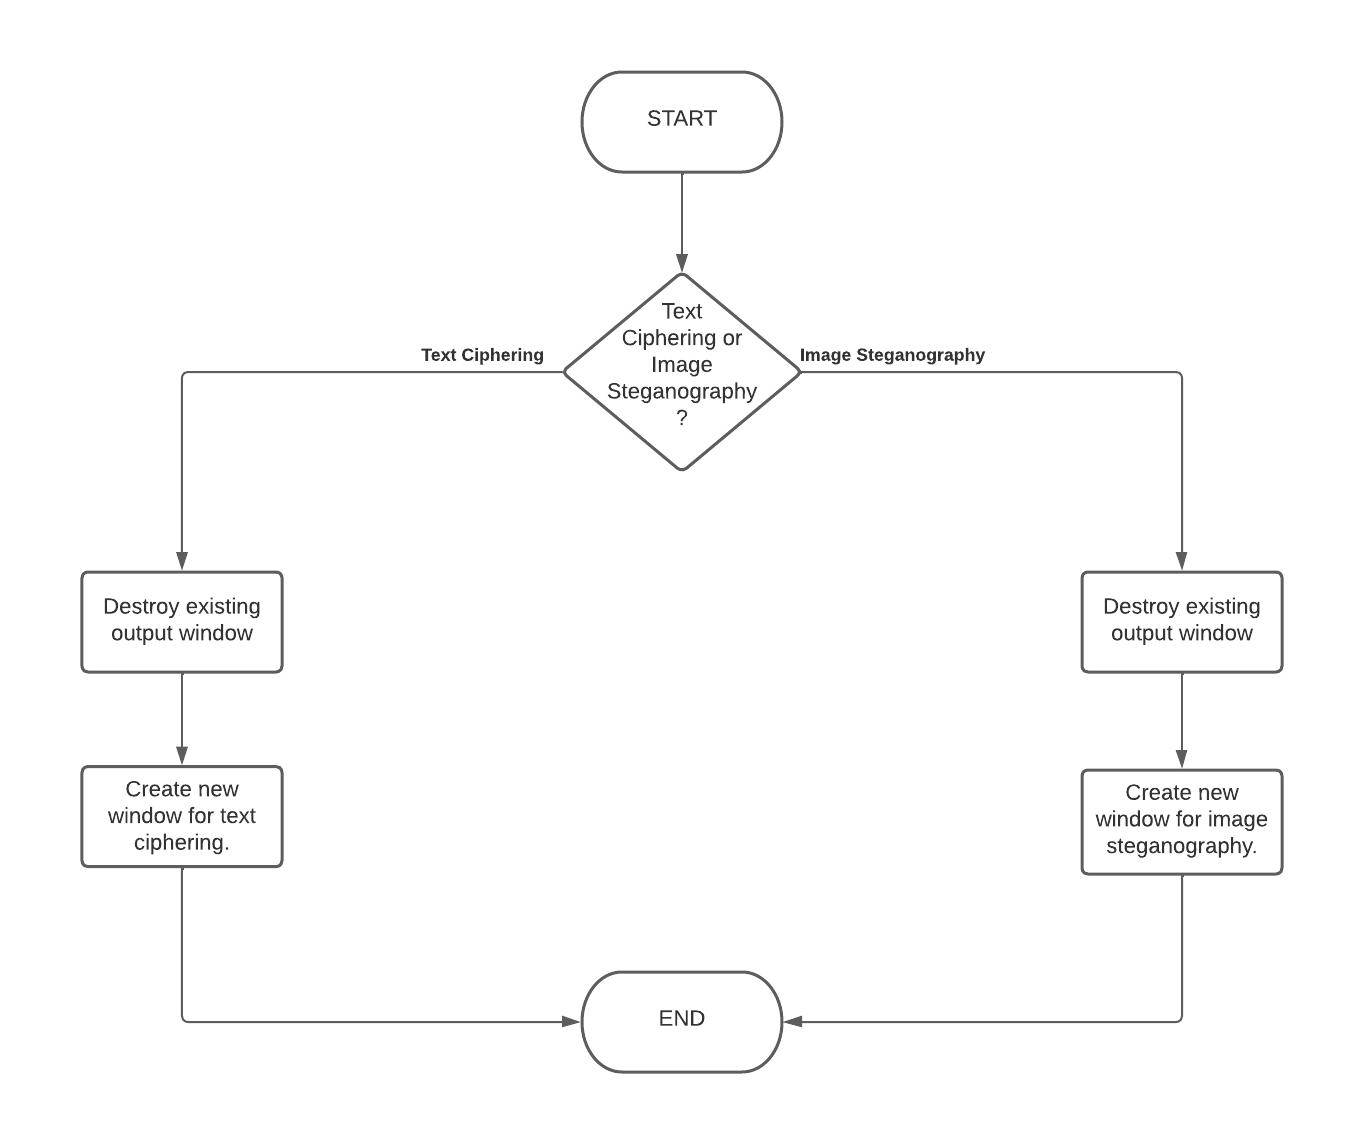 START
Text
Ciphering or
Image
Steganography
?
Text Ciphering
Image Steganography
Destroy existing
output window
Destroy existing
output window
Create new
window for text
ciphering.
Create new
window for image
steganography.
END